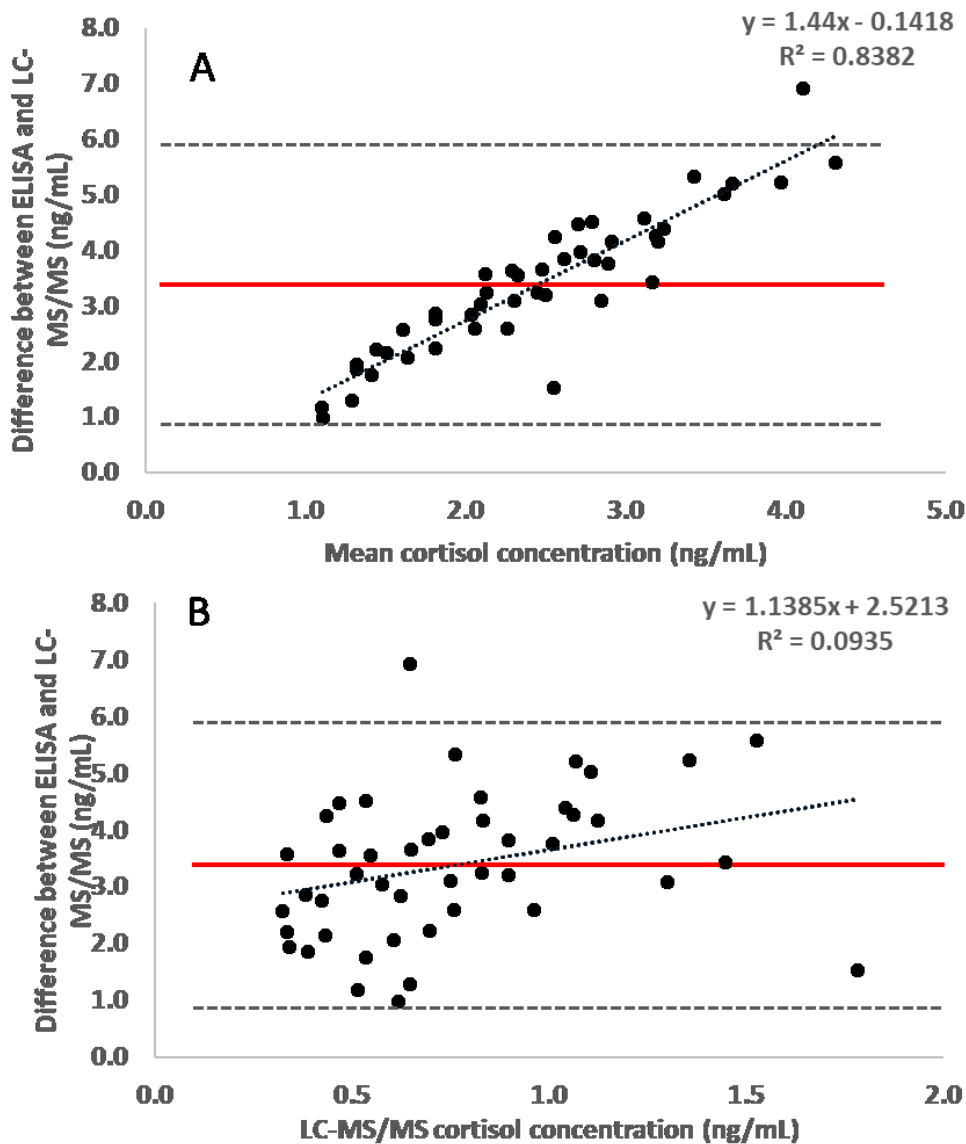 A
y = 1.44x - 0.1418
R² = 0.8382
Difference between ELISA and LC-
MS/MS (ng/mL)
8.0
7.0
6.0
5.0
4.0
3.0
2.0
1.0
0.0
0.0 1.0 2.0 3.0 4.0 5.0
Mean cortisol concentration (ng/mL)
B
y = 1.1385x + 2.5213
R² = 0.0935
Difference between ELISA and LC-
MS/MS (ng/mL)
8.0
7.0
6.0
5.0
4.0
3.0
2.0
1.0
0.0
0.0 0.5 1.0 1.5 2.0
LC-MS/MS cortisol concentration (ng/mL)